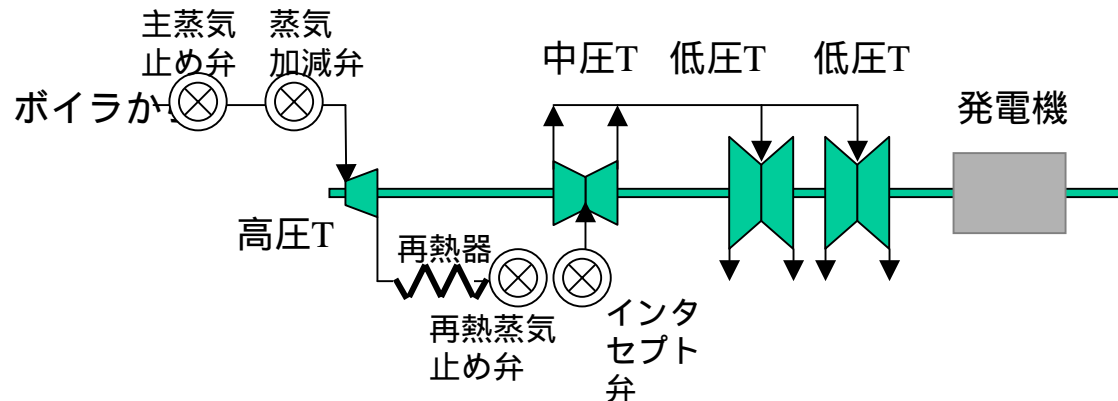 主蒸気
止め弁
蒸気
加減弁
ボイラか
中圧T
低圧T
低圧T
発電機
高圧T
再熱器
再熱蒸気
止め弁
インタ
セプト
弁